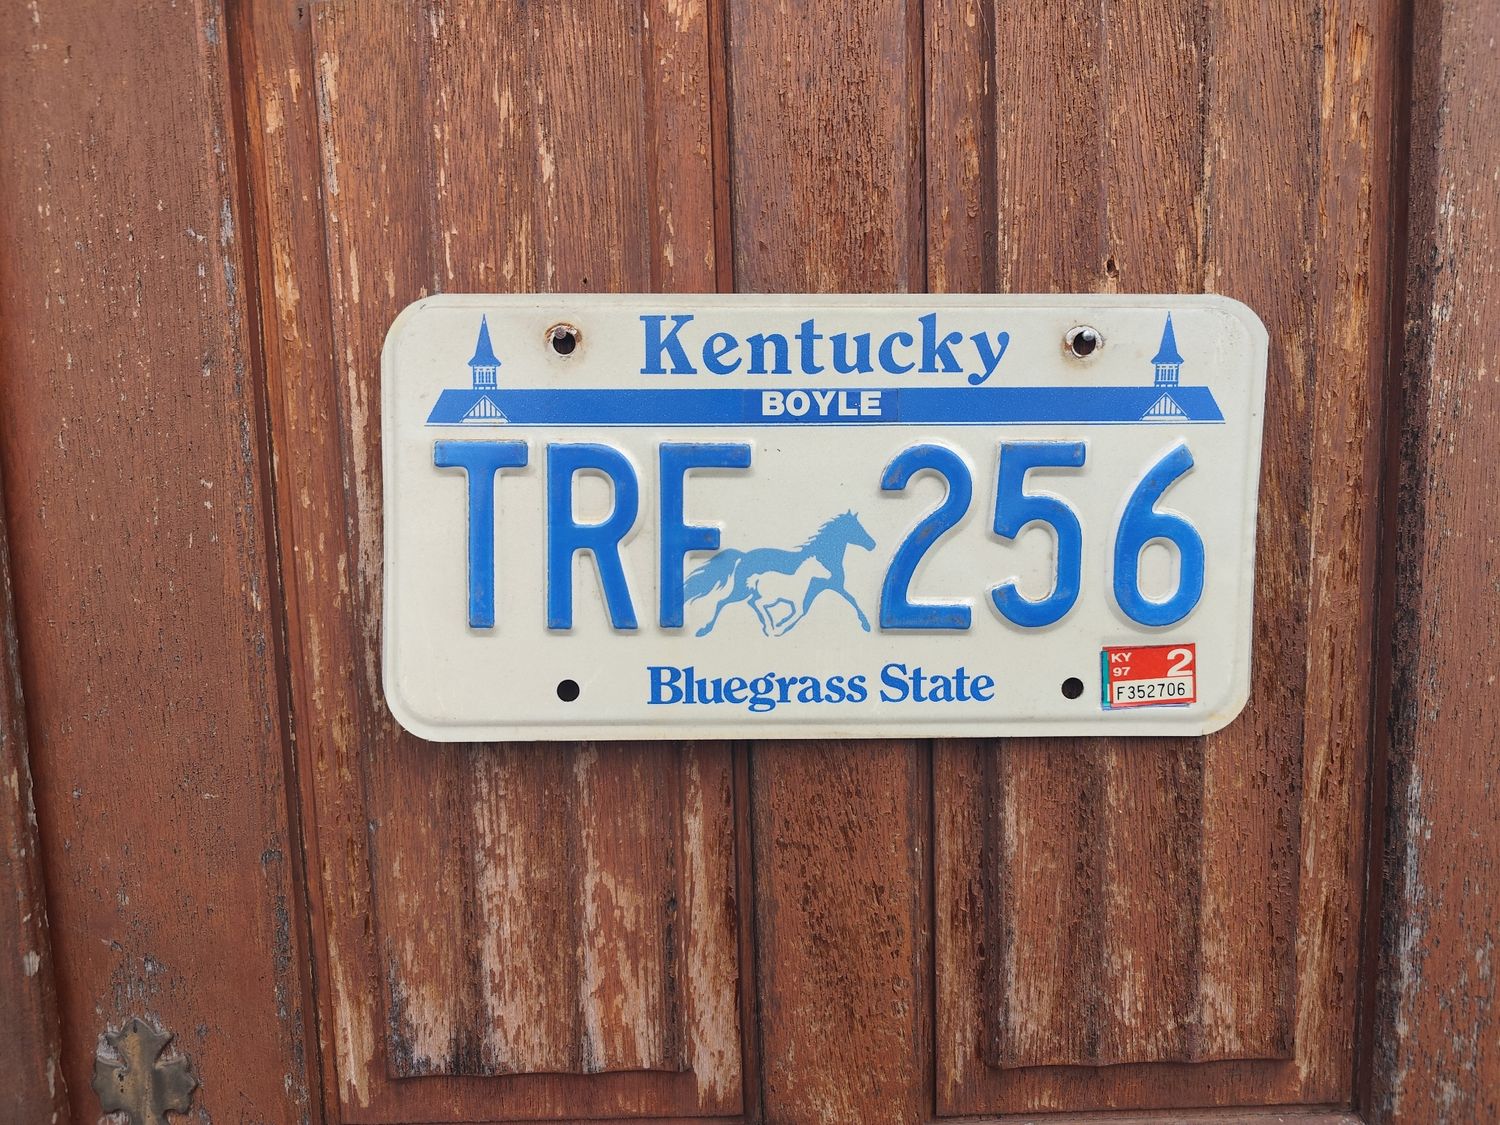 Kentucky
BOYLE
TRF 256
Bluegrass State
KY 2
97
F352706